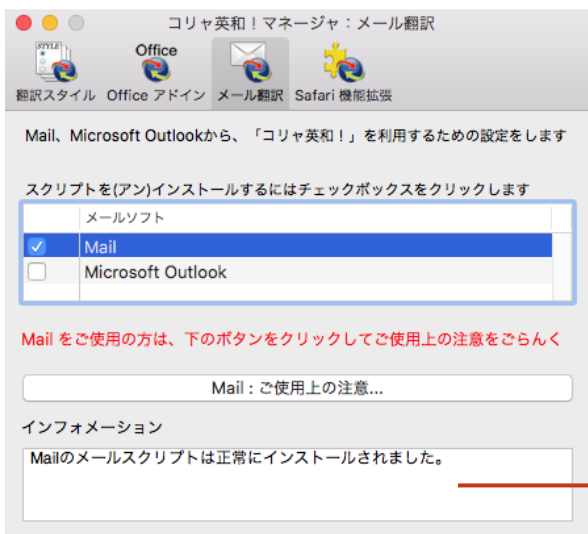 コリャ英和！マネージャ：メール翻訳
STYLE
Office
翻訳スタイル Office アドイン メール翻訳 Safari 機能拡張
Mail、Microsoft Outlookから、「コリャ英和！」を利用するための設定をします
スクリプトを(アン)インストールするにはチェックボックスをクリックします
メールソフト
Mail
Microsoft Outlook
Mail をご使用の方は、下のボタンをクリックしてご使用上の注意をごらんく
Mail : ご使用上の注意...
インフォメーション
Mailのメールスクリプトは正常にインストールされました。